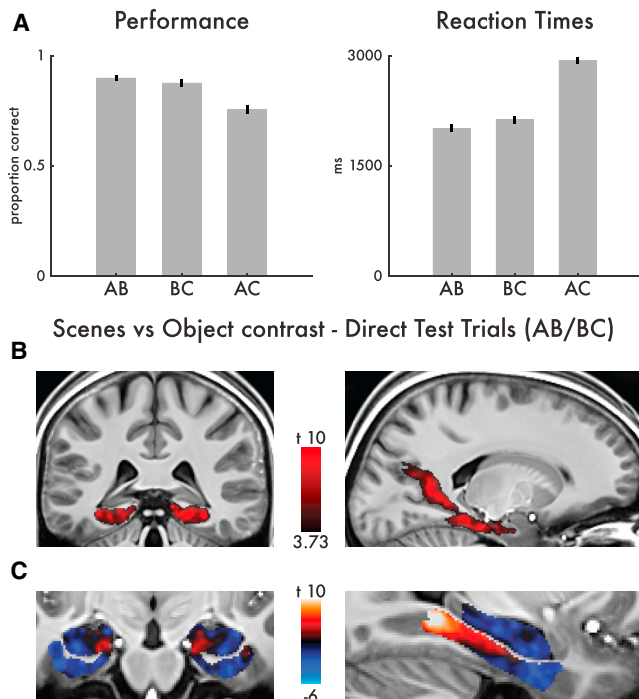 A
Performance
Reaction Times
1
0.5
0
proportion correct
AB
BC
AC
3000
1500
0
ms
AB
BC
AC
Scenes vs Object contrast - Direct Test Trials (AB/BC)
B
t 10
3.73
C
t 10
-6